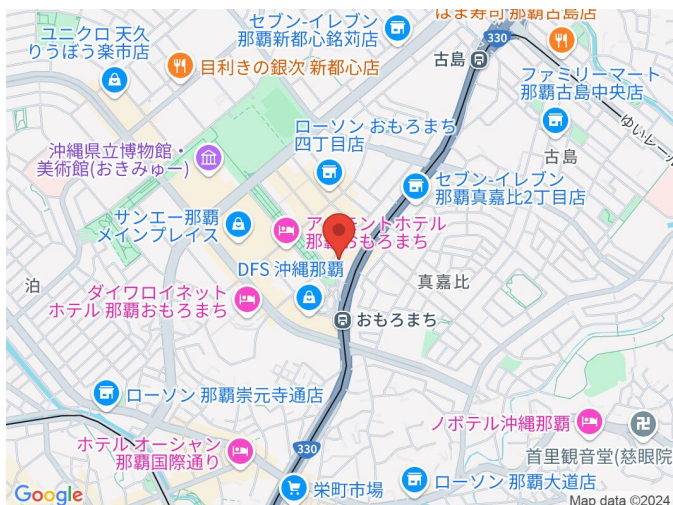 ユニクロ 天久
りうぼう楽市店
セブン-イレブン
那覇新都心銘苅店
はま寿司 那覇古島店
330
目利きの銀次 新都心店
古島
ファミリーマート
那覇古島中央店
ゆいレール
沖縄県立博物館・
美術館(おきみゅー)
ローソン おもろまち
四丁目店
古島
セブン-イレブン
那覇真嘉比2丁目店
サンエー那覇
メインプレイス
那覇おもろまち
DFS 沖縄那覇
泊
真嘉比
ダイワロイネット
ホテル 那覇おもろまち
おもろまち
ローソン 那覇崇元寺通店
ノボテル沖縄那覇
ホテル オーシャン
那覇国際通り
330
首里観音堂(慈眼院
栄町市場
ローソン 那覇大道店
Google
Map data ©2024